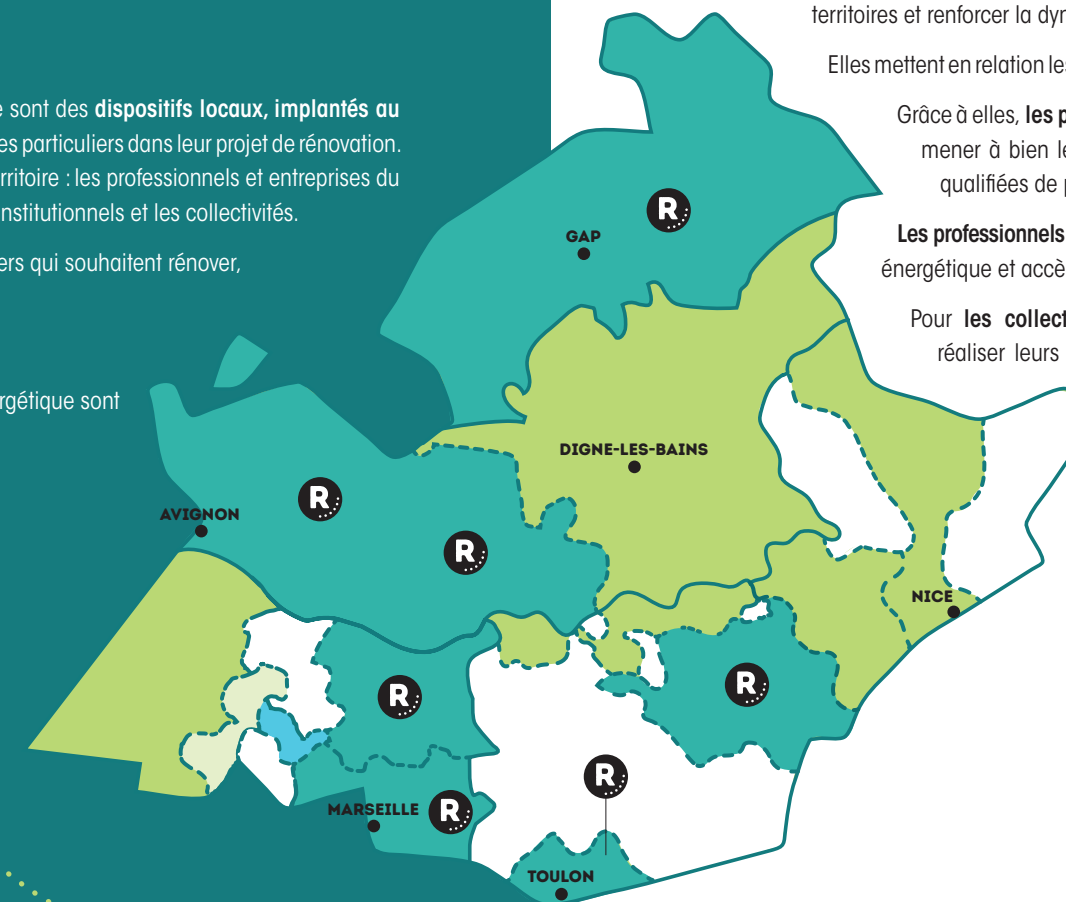 e sont des dispositifs locaux, implantés au
es particuliers dans leur projet de rénovation.
rritoire : les professionnels et entreprises du
nstitutionnels et les collectivités.
ers qui souhaitent rénover,
rgétique sont
territoires et renforcer la dyr
Elles mettent en relation les
Grâce à elles, les p
mener à bien le
qualifiées de p
Les professionnels
énergétique et accè
Pour les collect
réaliser leurs
R
GAP
DIGNE-LES-BAINS
R
AVIGNON
R
NICE
R
R
R
MARSEILLE
R
TOULON